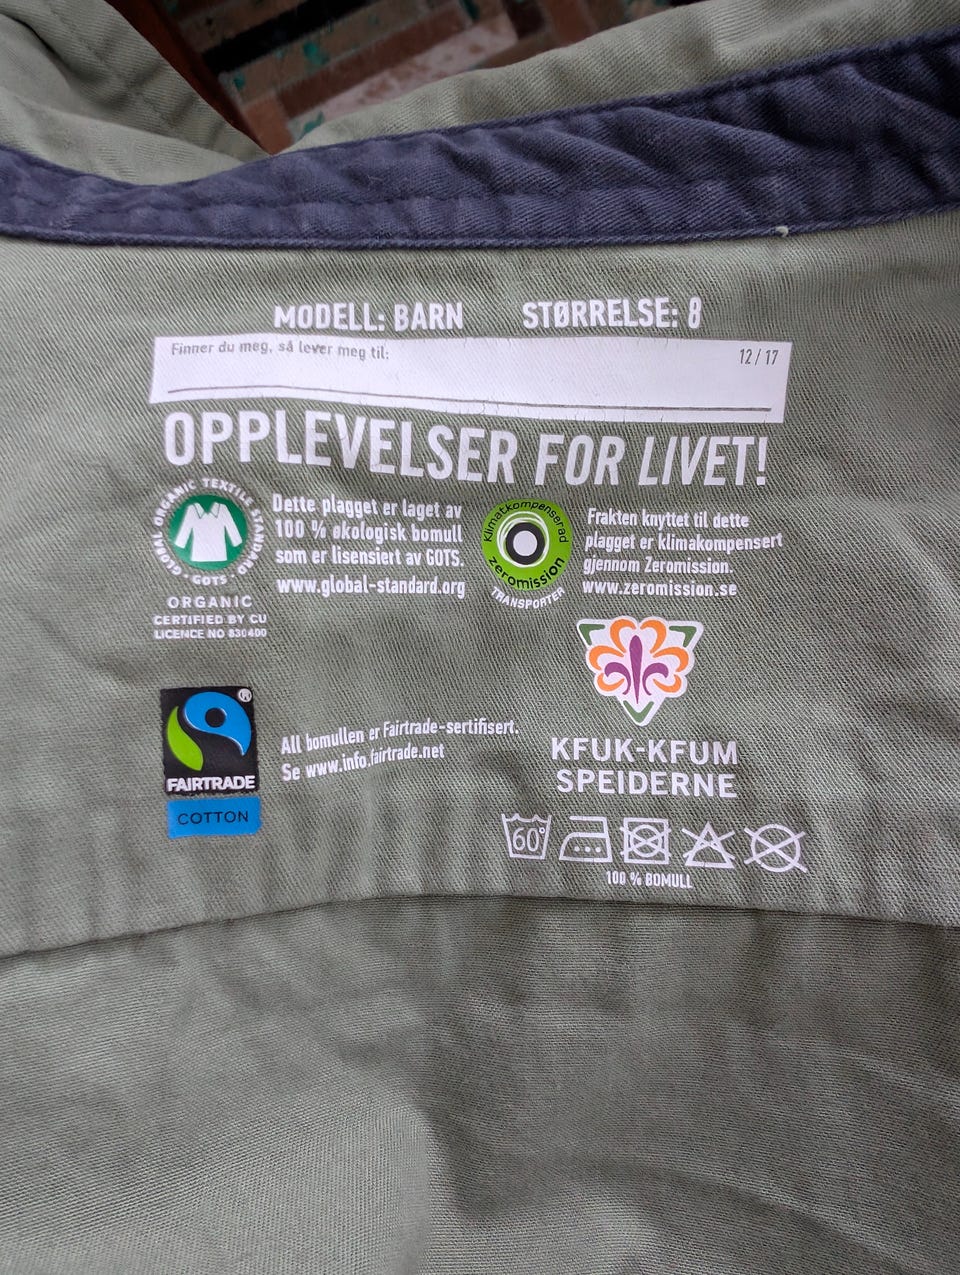 MODELL: BARN STØRRELSE: 8
Finner du meg, så lever meg til: 12 / 17
OPPLEVELSER FOR LIVET!
GLOBAL ORGANIC TEXTILE STANDARD · GOTS ·
Dette plagget er laget av
100 % økologisk bomull
som er lisensiert av GOTS.
www.global-standard.org
ORGANIC
CERTIFIED BY CU
LICENCE NO 830400
Klimatkompenserad
zeromission
TRANSPORTER
Frakten knyttet til dette
plagget er klimakompensert
gjennom Zeromission.
www.zeromission.se
KFUK-KFUM
SPEIDERNE
®
FAIRTRADE
COTTON
All bomullen er Fairtrade-sertifisert.
Se www.info.fairtrade.net
60°
100 % BOMULL